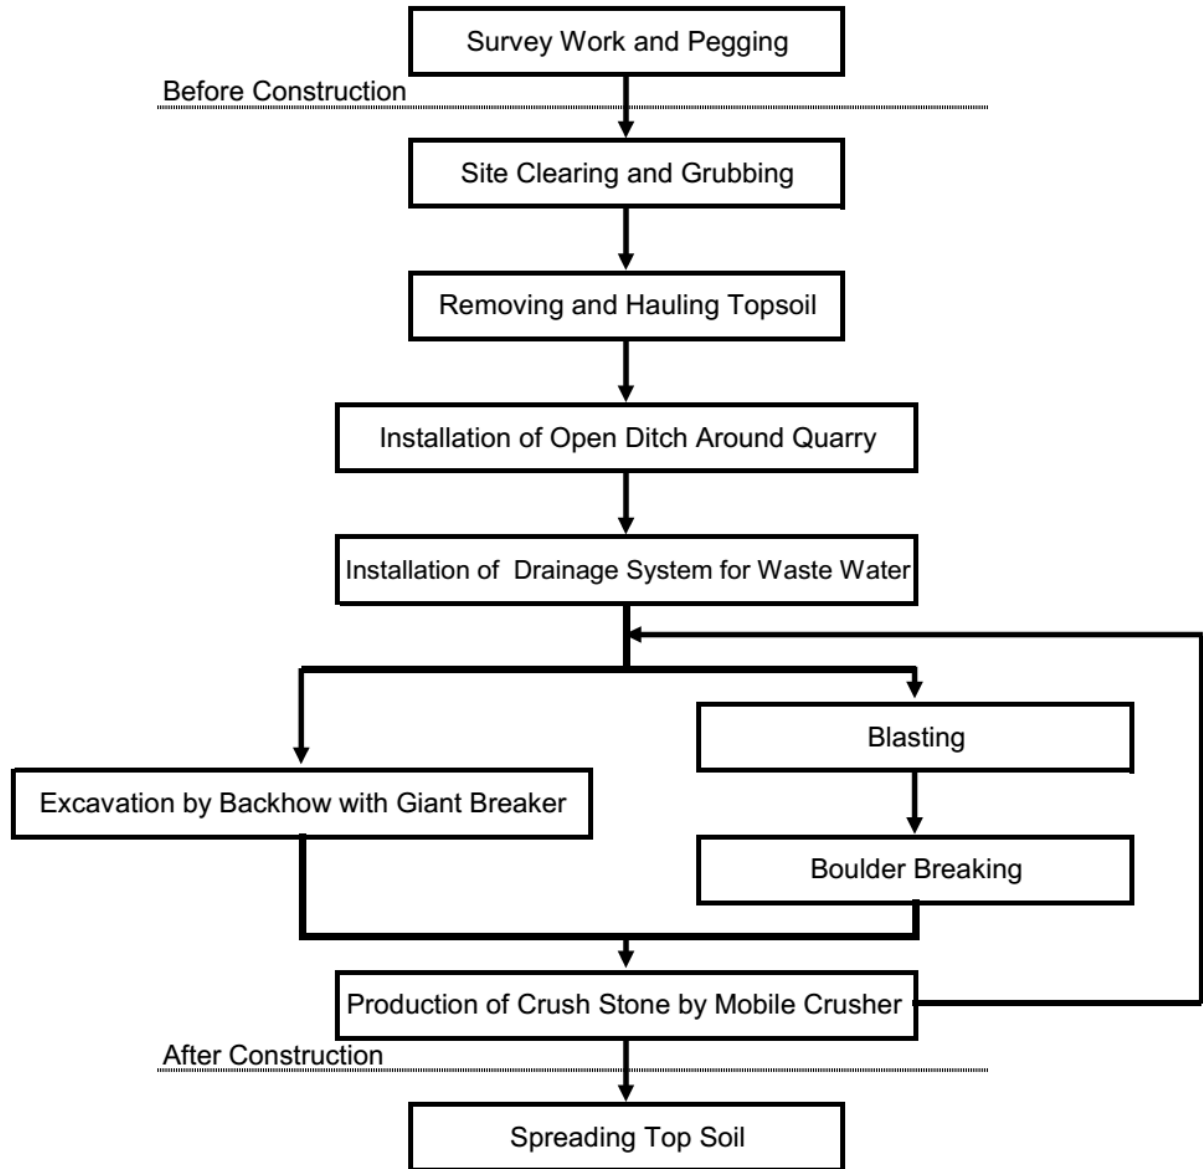 Survey Work and Pegging
Before Construction
Site Clearing and Grubbing
Removing and Hauling Topsoil
Installation of Open Ditch Around Quarry
Installation of Drainage System for Waste Water
Blasting
Excavation by Backhow with Giant Breaker
Boulder Breaking
Production of Crush Stone by Mobile Crusher
After Construction
Spreading Top Soil